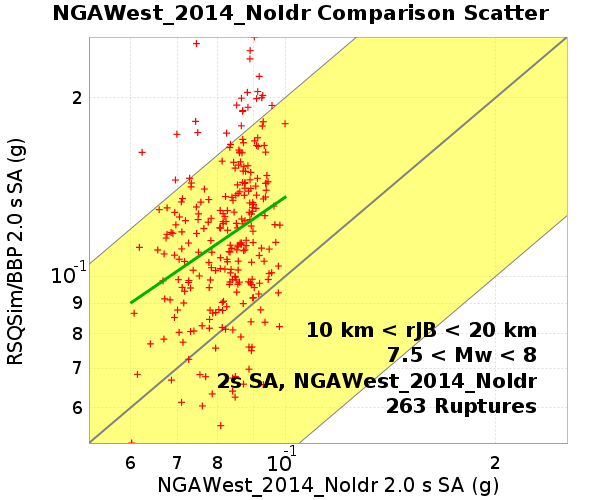 NGAWest_2014_NoIdr Comparison Scatter
RSQSim/BBP 2.0 s SA (g)
2
10-1
9
8
7
6
10 km < rJB < 20 km
7.5 < Mw < 8
2s SA, NGAWest_2014_NoIdr
263 Ruptures
6 7 8 10-1 2
NGAWest_2014_NoIdr 2.0 s SA (g)